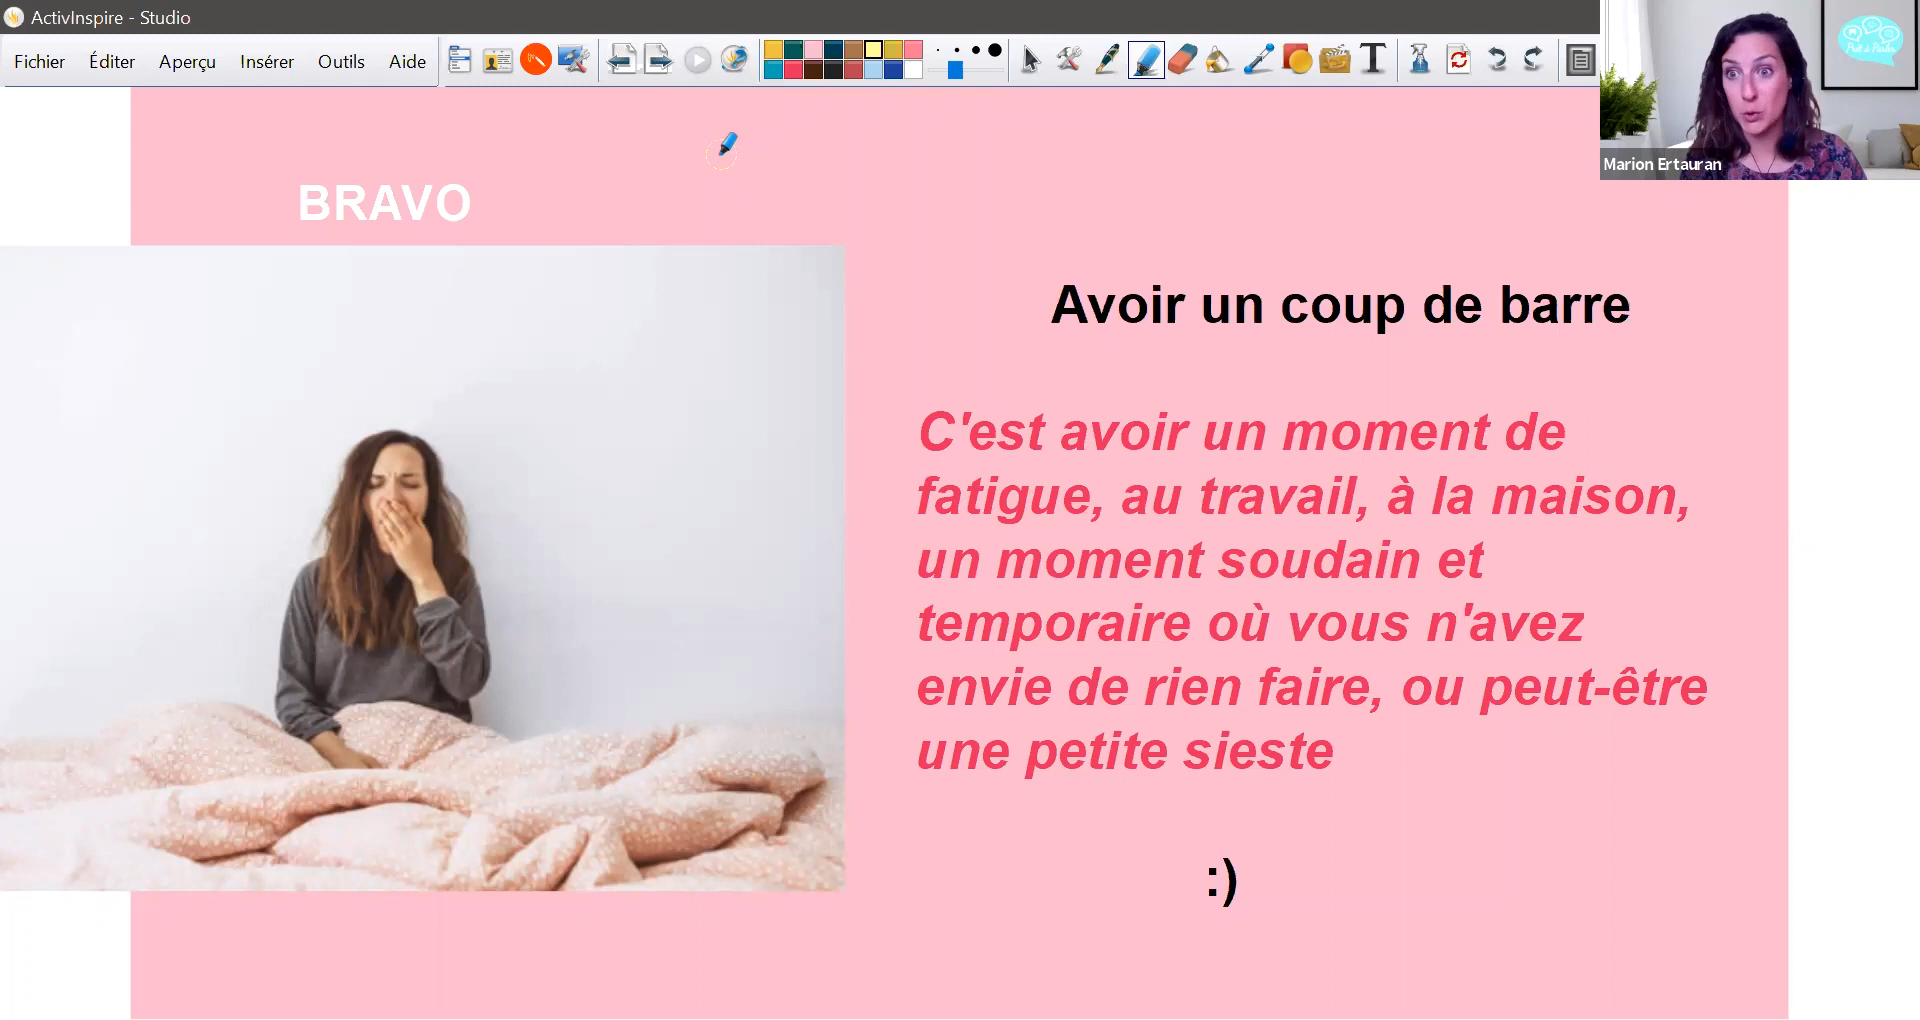 ActivInspire - Studio
Fichier Éditer Aperçu Insérer Outils Aide
T
Prêt à Parler
Marion Ertauran
BRAVO
Avoir un coup de barre
C'est avoir un moment de
fatigue, au travail, à la maison,
un moment soudain et
temporaire où vous n'avez
envie de rien faire, ou peut-être
une petite sieste
:)